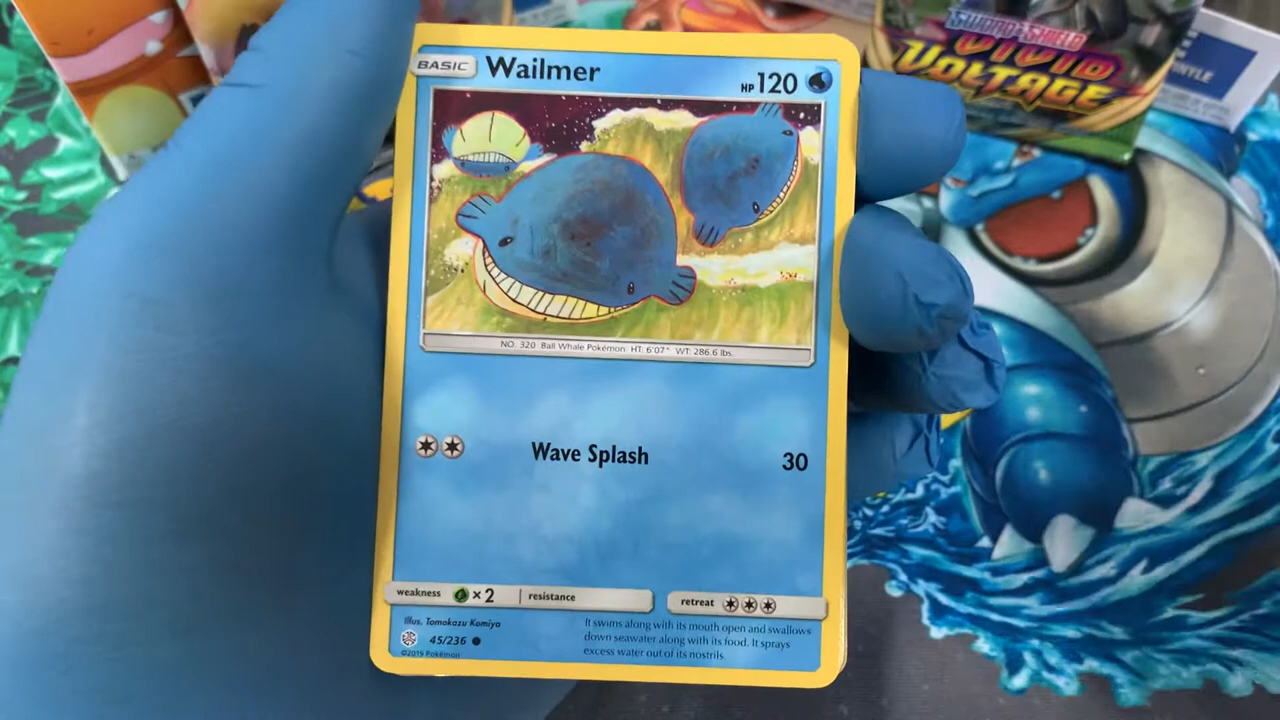 BASIC
Wailmer
HP 120
NO. 320 Ball Whale Pokémon HT: 6'07" WT: 286.6 lbs.
Wave Splash 30
weakness ×2 resistance
retreat
Illus. Tomokazu Komiya
45/236
©2019 Pokémon
It swims along with its mouth open and swallows
down seawater along with its food. It sprays
excess water out of its nostrils.
SWORD & SHIELD
VIVID
VOLTAGE